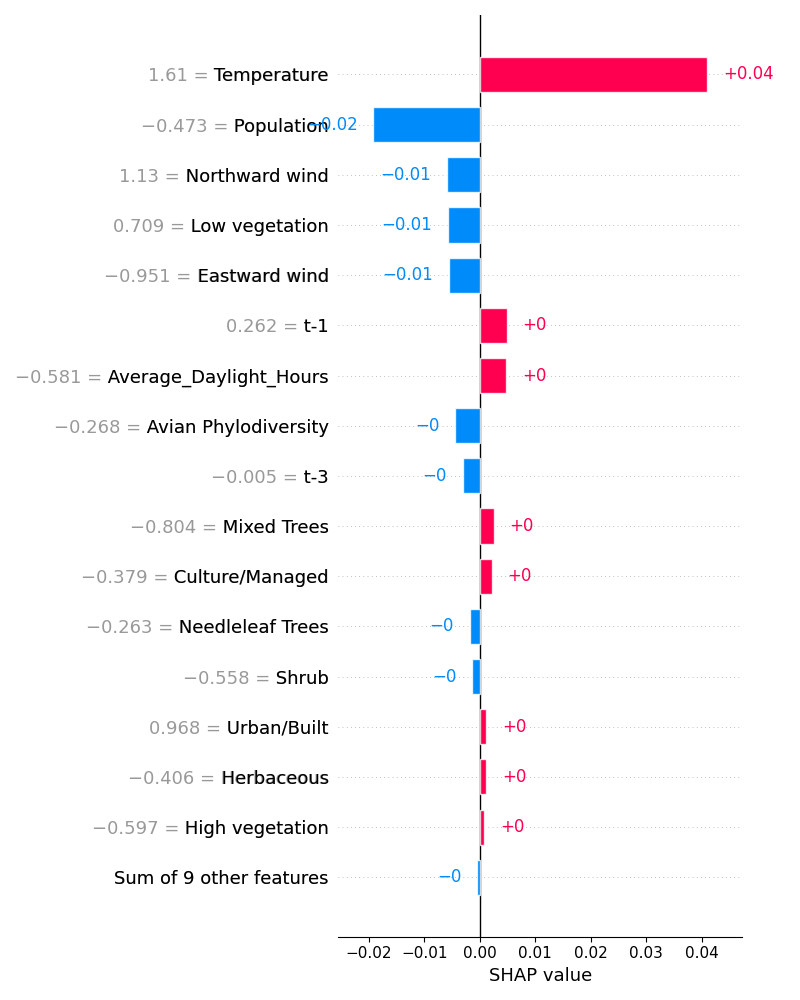 1.61 = Temperature +0.04
−0.473 = Population −0.02
1.13 = Northward wind −0.01
0.709 = Low vegetation −0.01
−0.951 = Eastward wind −0.01
0.262 = t-1 +0
−0.581 = Average_Daylight_Hours +0
−0.268 = Avian Phylodiversity −0
−0.005 = t-3 −0
−0.804 = Mixed Trees +0
−0.379 = Culture/Managed +0
−0.263 = Needleleaf Trees −0
−0.558 = Shrub −0
0.968 = Urban/Built +0
−0.406 = Herbaceous +0
−0.597 = High vegetation +0
Sum of 9 other features −0
−0.02 −0.01 0.00 0.01 0.02 0.03 0.04
SHAP value